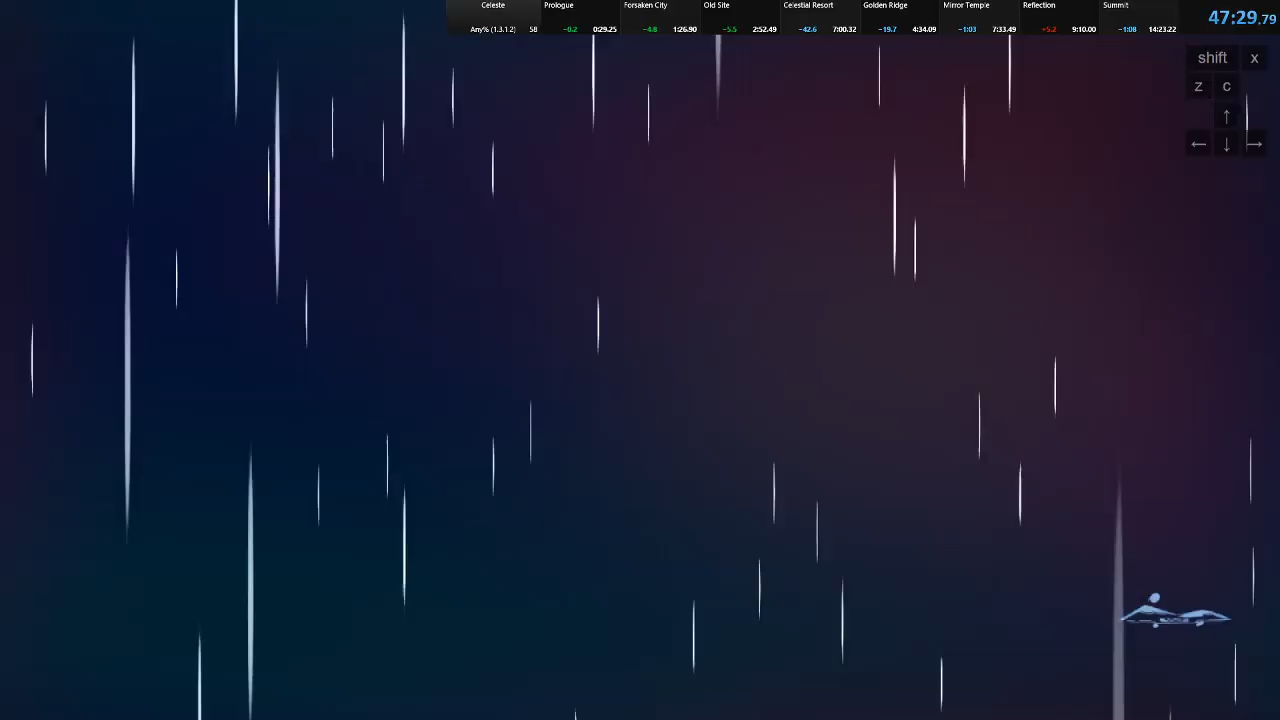 Celeste Prologue Forsaken City Old Site Celestial Resort Golden Ridge Mirror Temple Reflection Summit
Any% (1.3.1.2) 58 -0.2 0:29.25 -4.8 1:26.90 -5.5 2:52.49 -42.6 7:00.32 -19.7 4:34.09 -1:03 7:33.49 +5.2 9:10.00 -1:08 14:23.22
47:29.79
shift x
z c
↑
← ↓ →